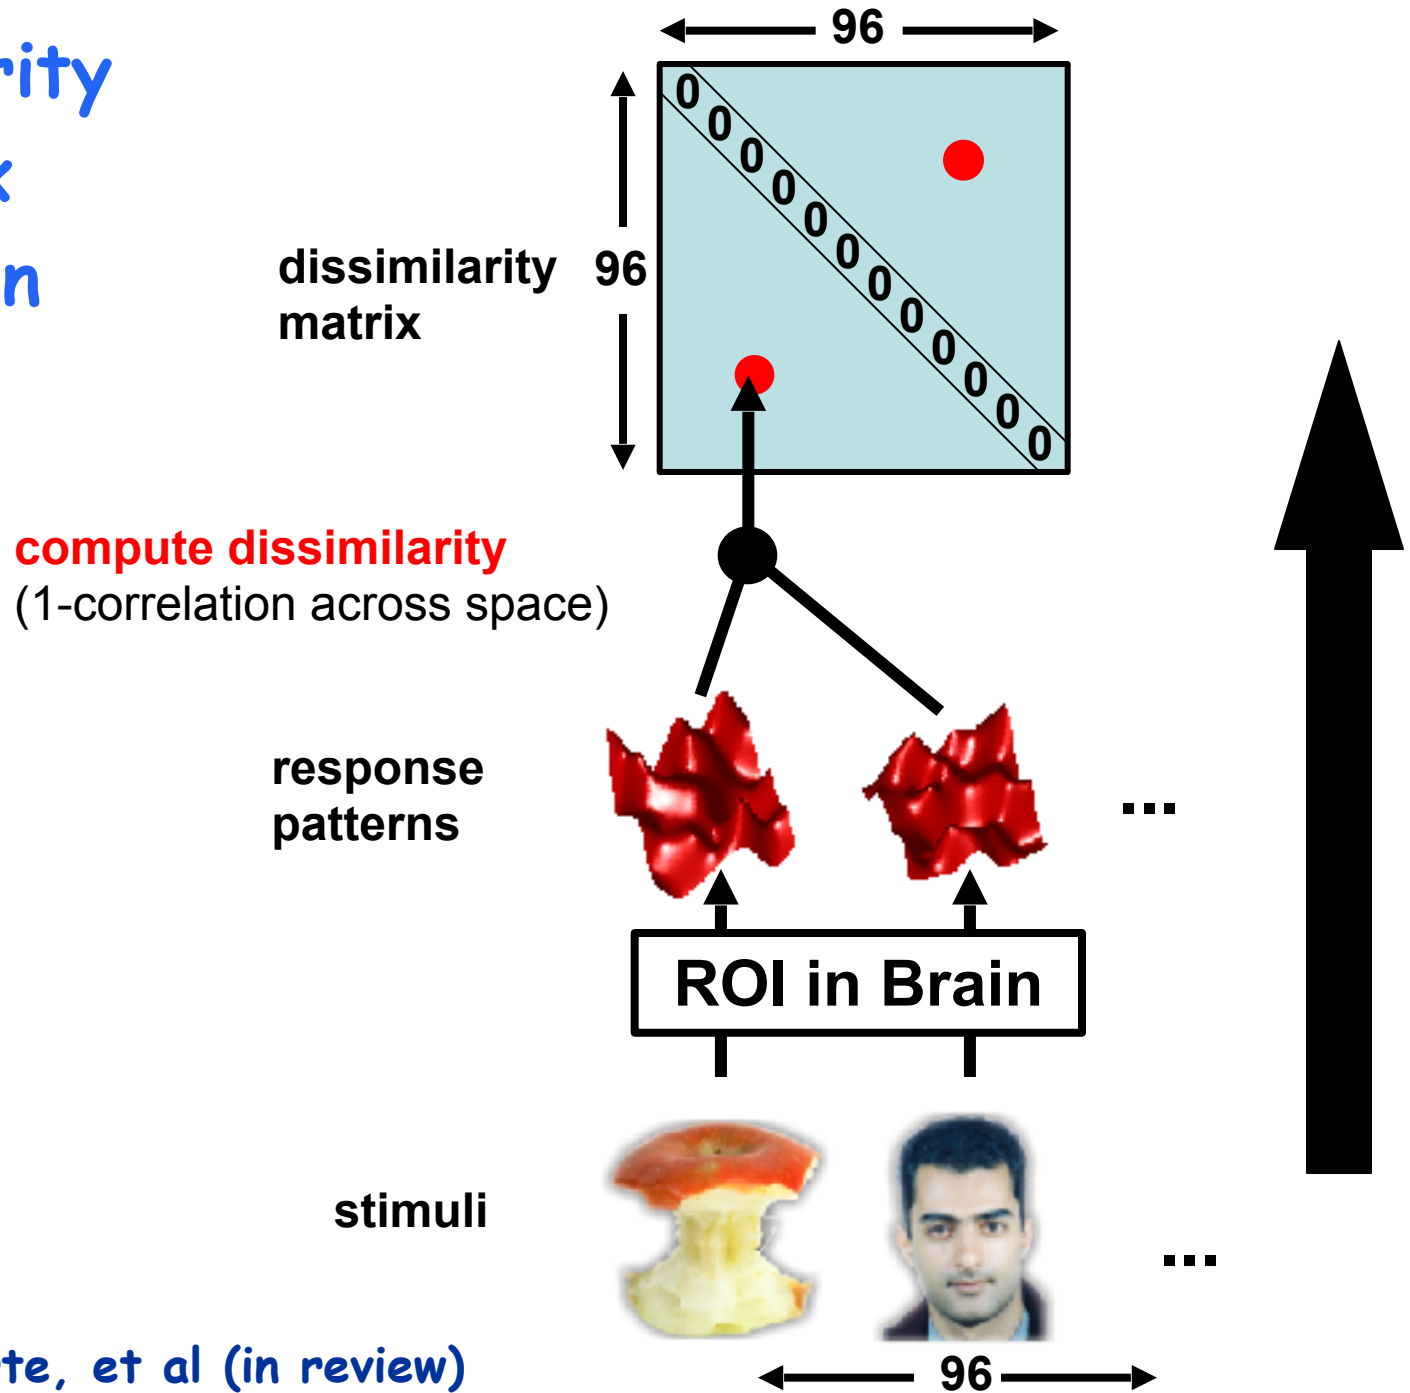 96
rity
x
n
dissimilarity
matrix
96
0
0
0
0
0
0
0
0
0
0
0
0
compute dissimilarity
(1-correlation across space)
response
patterns
...
ROI in Brain
stimuli
...
te, et al (in review)
96